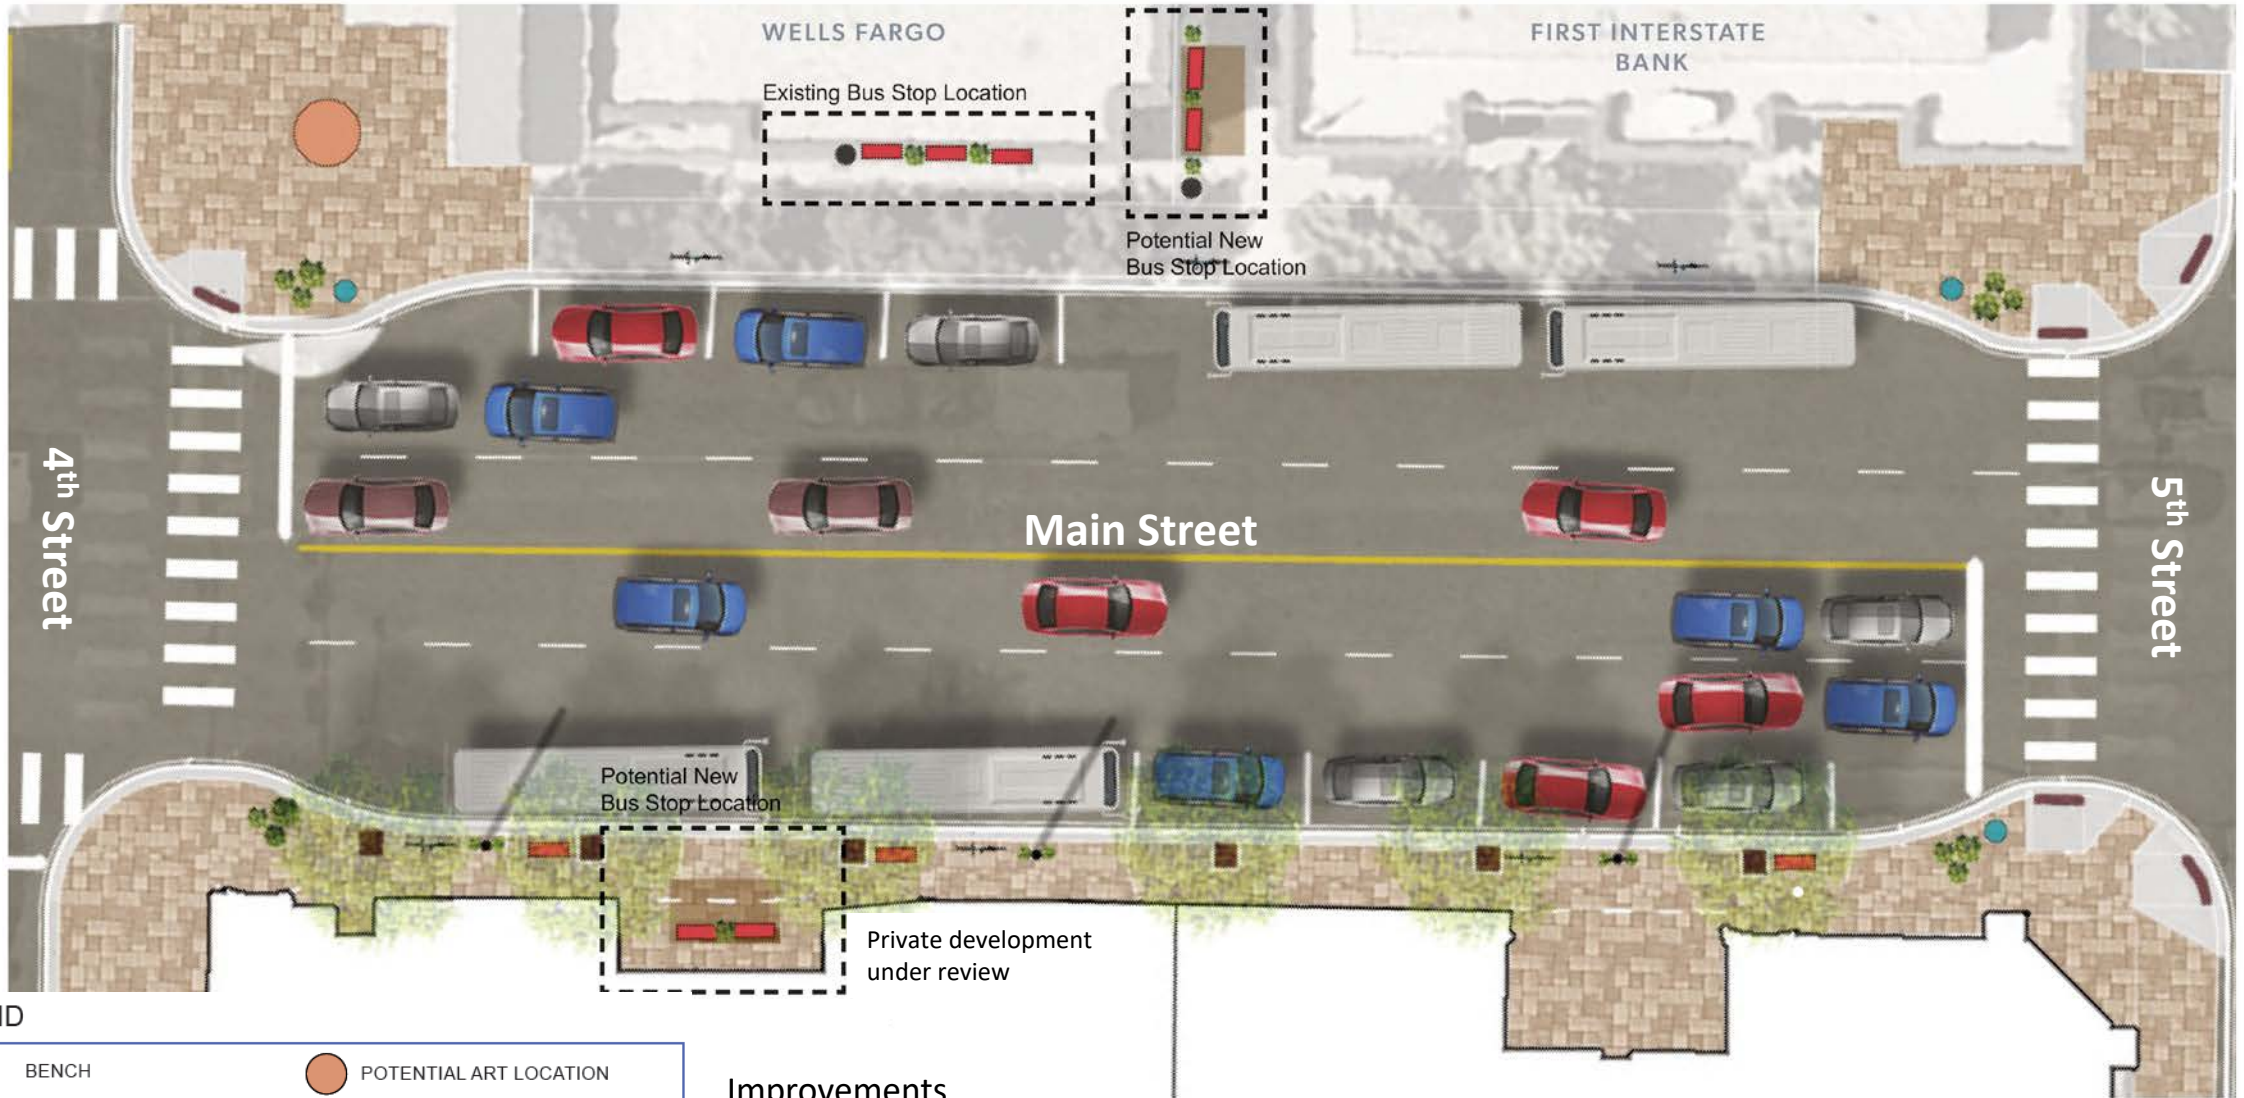 WELLS FARGO
FIRST INTERSTATE
BANK
Existing Bus Stop Location
Potential New
Bus Stop Location
4th Street
Main Street
5th Street
Potential New
Bus Stop Location
Private development
under review
BENCH
POTENTIAL ART LOCATION
Improvements